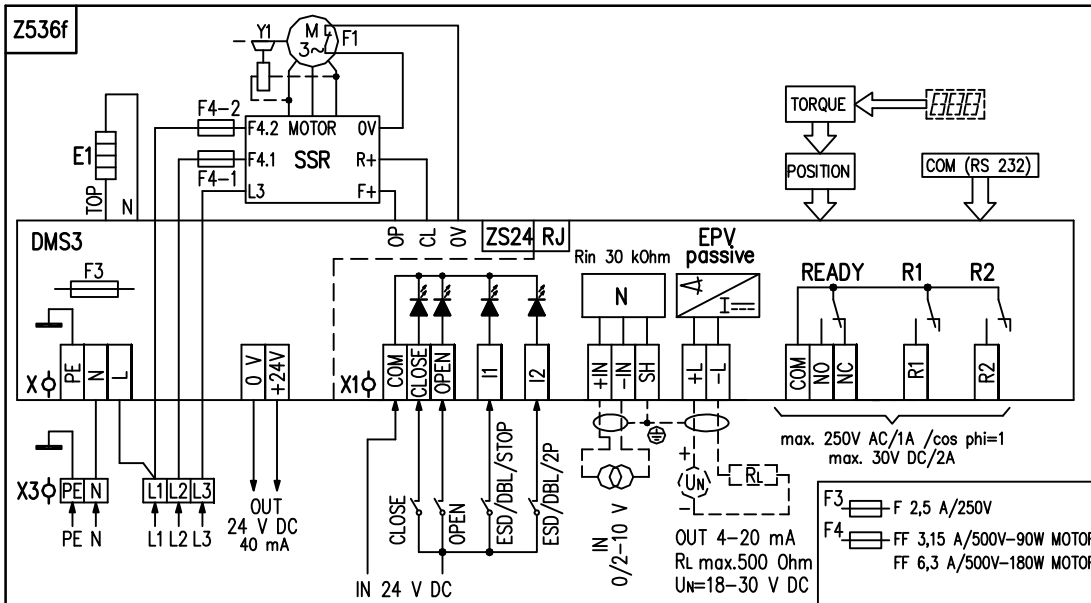 Z536f
Y1
M
3~
F1
F4-2
F4.2 MOTOR 0V
E1
F4.1 SSR R+
F4-1
L3 F+
TOP
N
TORQUE
POSITION
COM (RS 232)
DMS3
OP
CL
0V
ZS24
RJ
EPV
passive
Rin 30 kOhm
F3
N
I
READY R1 R2
X
PE
N
L
0 V
+24V
X1
COM
CLOSE
OPEN
I1
I2
+IN
-IN
SH
+L
-L
COM
NO
NC
R1
R2
max. 250V AC/1A /cos phi=1
max. 30V DC/2A
X3
PE
N
L1
L2
L3
PE N
L1 L2 L3
OUT
24 V DC
40 mA
CLOSE
OPEN
ESD/DBL/STOP
ESD/DBL/2P
IN 24 V DC
IN
0/2-10 V
+
UN
-
RL
OUT 4-20 mA
RL max.500 Ohm
UN=18-30 V DC
F3 F 2,5 A/250V
F4 FF 3,15 A/500V-90W MOTOR
FF 6,3 A/500V-180W MOTOR